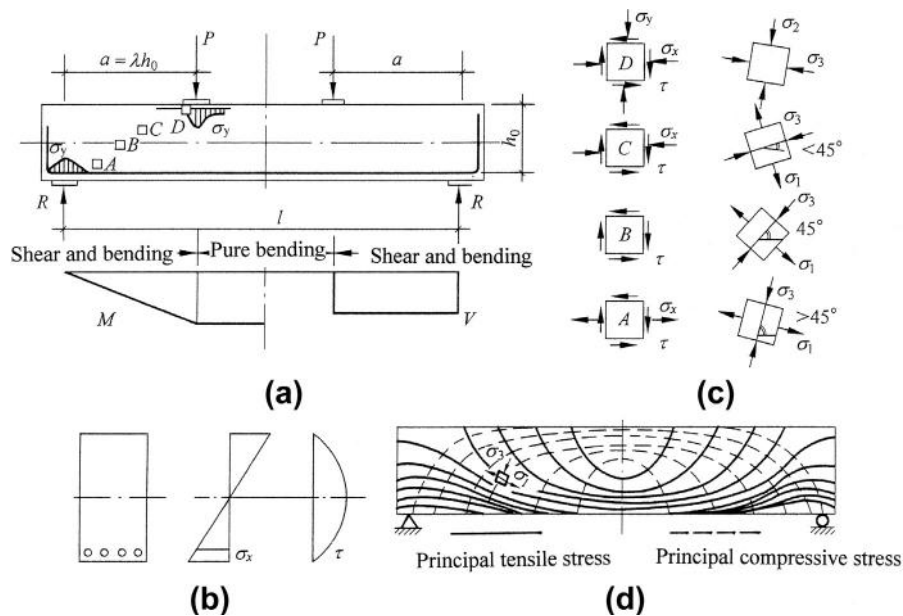 P
P
a = λh₀
a
D
σy
C
B
σy
A
h₀
R
l
R
Shear and bending
Pure bending
Shear and bending
M
V
(a)
σy
D
σx
τ
σ₂
σ₃
C
σx
τ
σ₃
<45°
σ₁
B
τ
σ₃
45°
σ₁
A
σx
τ
σ₃
>45°
σ₁
(c)
σx
τ
(b)
σ₃
σ₁
Principal tensile stress
Principal compressive stress
(d)